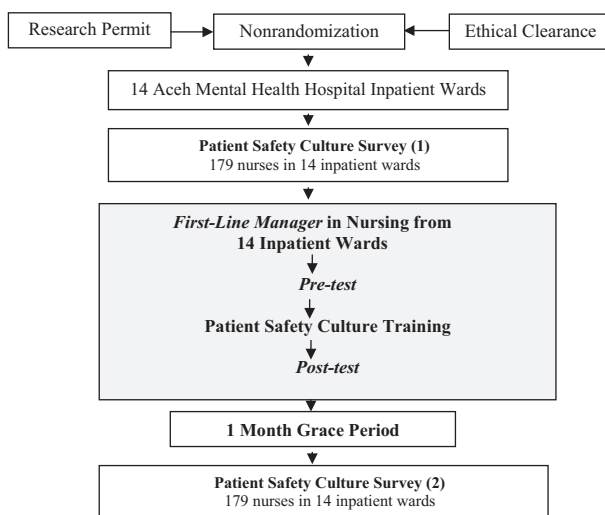 Research Permit
Nonrandomization
Ethical Clearance
14 Aceh Mental Health Hospital Inpatient Wards
Patient Safety Culture Survey (1)
179 nurses in 14 inpatient wards
First-Line Manager in Nursing from
14 Inpatient Wards
Pre-test
Patient Safety Culture Training
Post-test
1 Month Grace Period
Patient Safety Culture Survey (2)
179 nurses in 14 inpatient wards